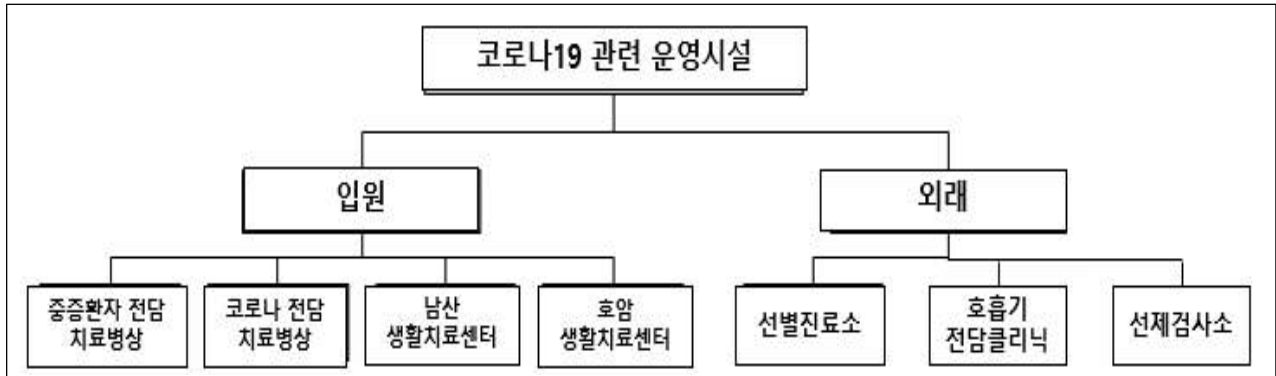 코로나19 관련 운영시설
입원
외래
중증환자 전담
치료병상
코로나 전담
치료병상
남산
생활치료센터
호암
생활치료센터
선별진료소
호흡기
전담클리닉
선제검사소